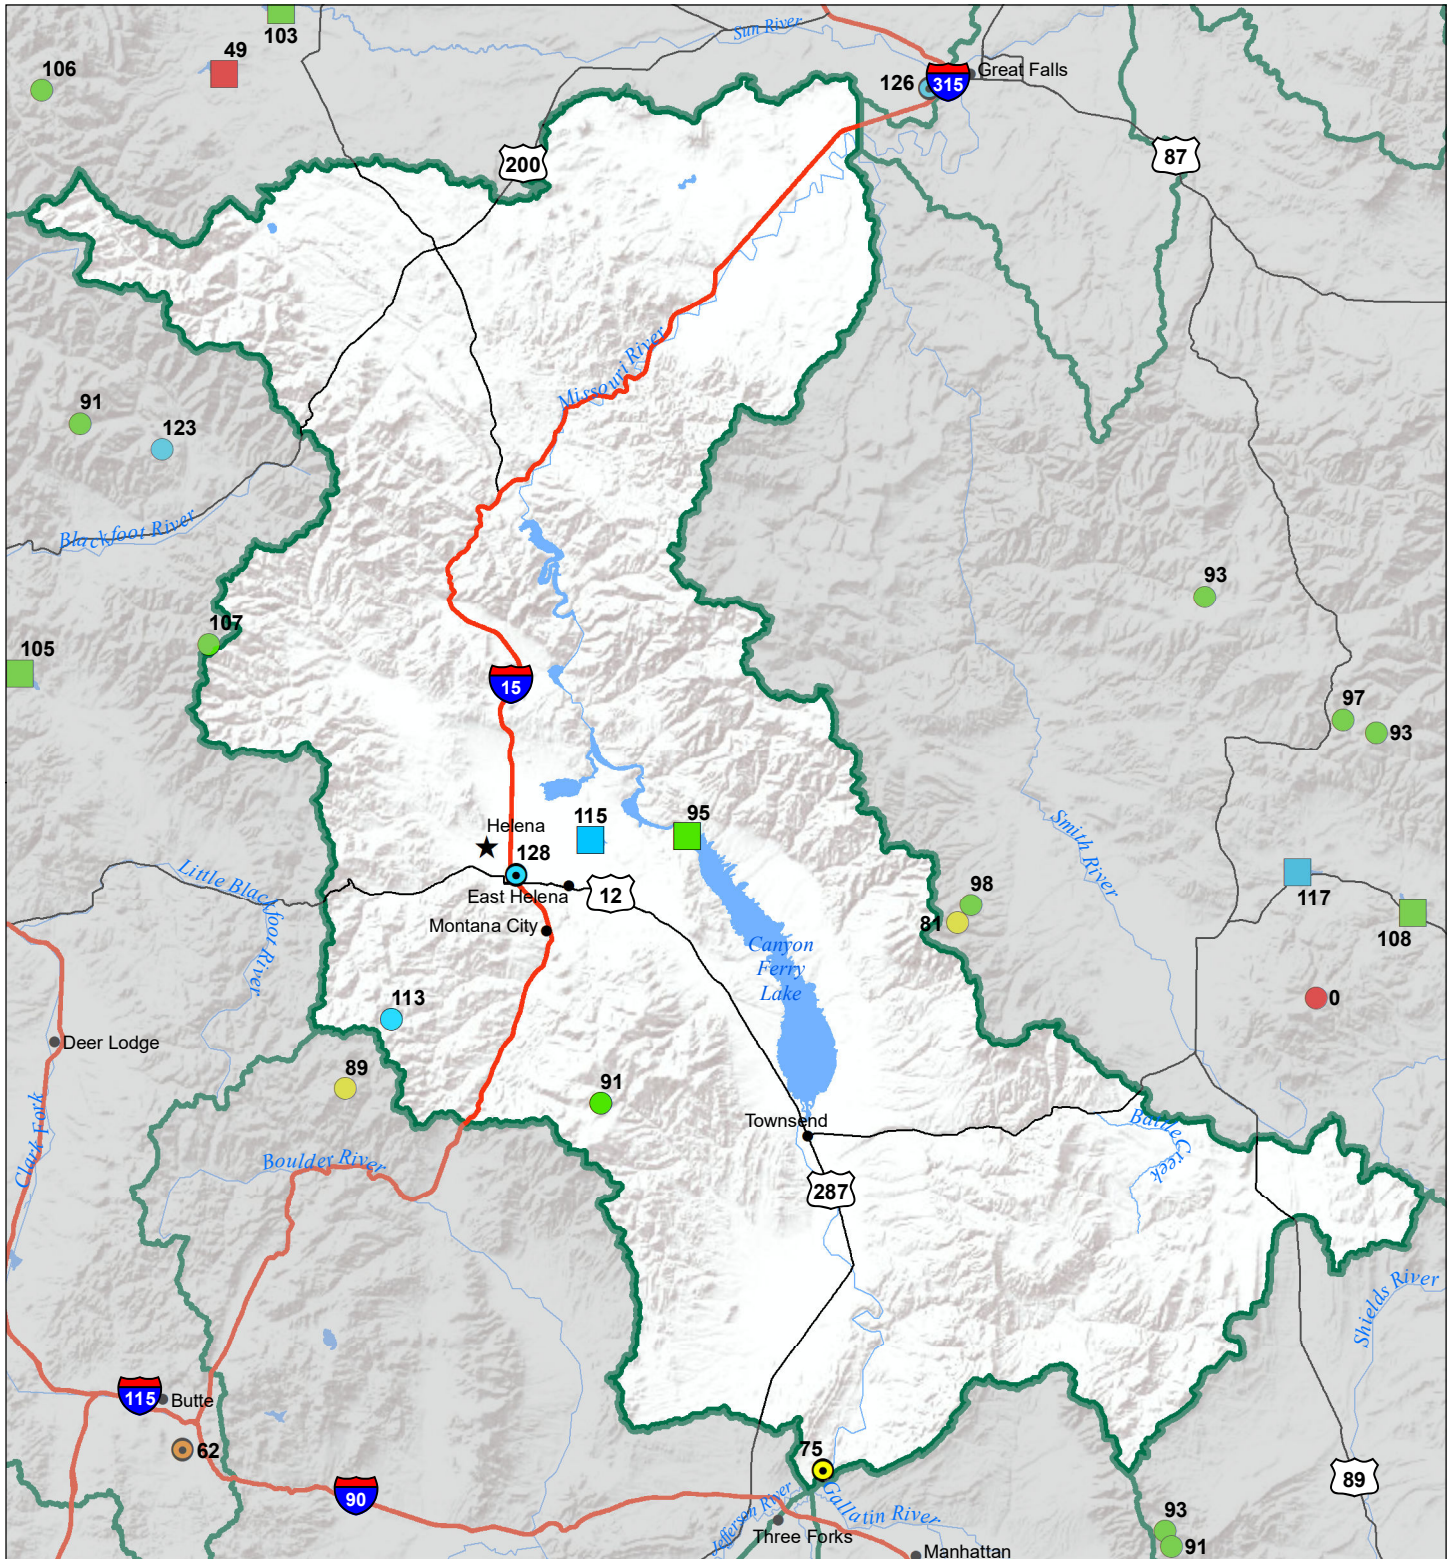 103
Sun River
49
106
126
315
Great Falls
200
87
Missouri River
91
123
Blackfoot River
93
107
105
15
97
93
Helena
115
95
Smith River
128
Little Blackfoot River
East Helena
12
117
98
81
108
Montana City
Canyon
Ferry
Lake
0
113
Deer Lodge
89
91
Clark Fork
Townsend
Battle Creek
Boulder River
287
Shields River
115
Butte
62
75
90
89
Jefferson River
Gallatin River
Three Forks
93
91
Manhattan